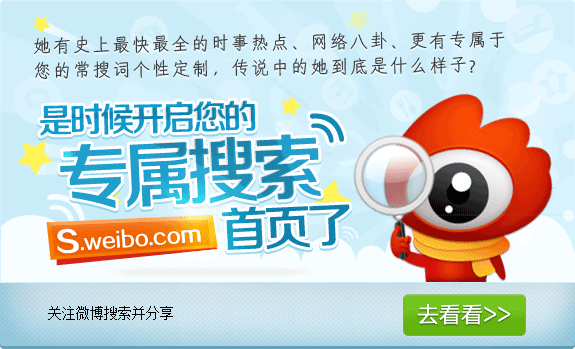 她有史上最快最全的时事热点、网络八卦、更有专属于
您的常搜词个性定制，传说中的她到底是什么样子？
是时候开启您的
专属搜索
S.weibo.com 首页了
关注微博搜索并分享
去看看>>